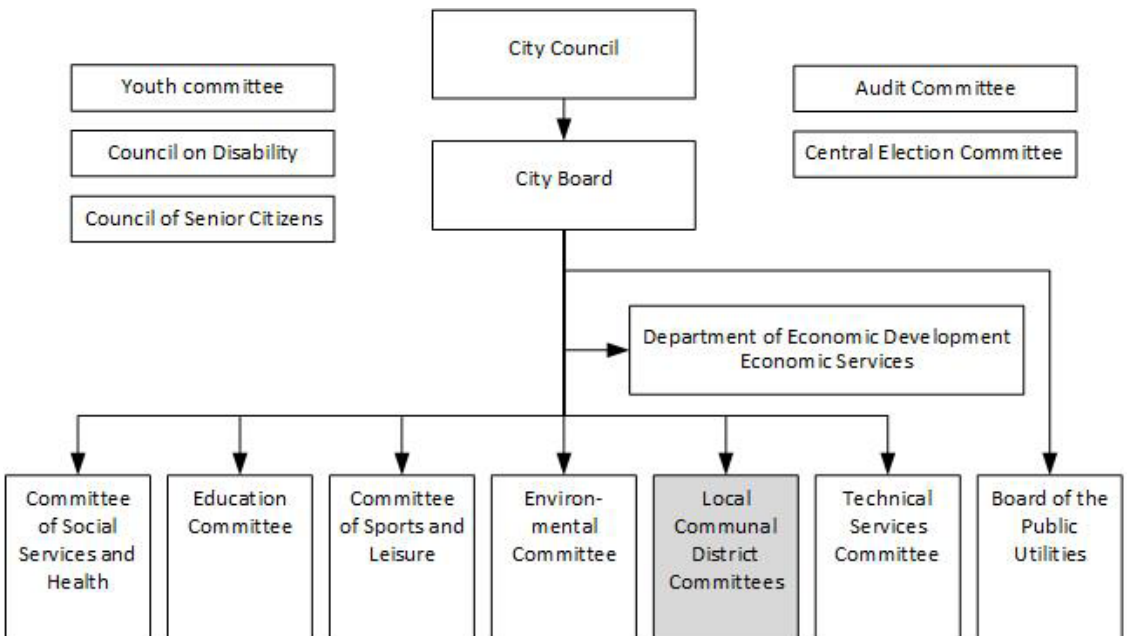 City Council
Youth committee
Audit Committee
Council on Disability
Central Election Committee
City Board
Council of Senior Citizens
Department of Economic Development
Economic Services
Committee
of Social
Services and
Health
Education
Committee
Committee
of Sports and
Leisure
Environ-
mental
Committee
Local
Communal
District
Committees
Technical
Services
Committee
Board of the
Public
Utilities